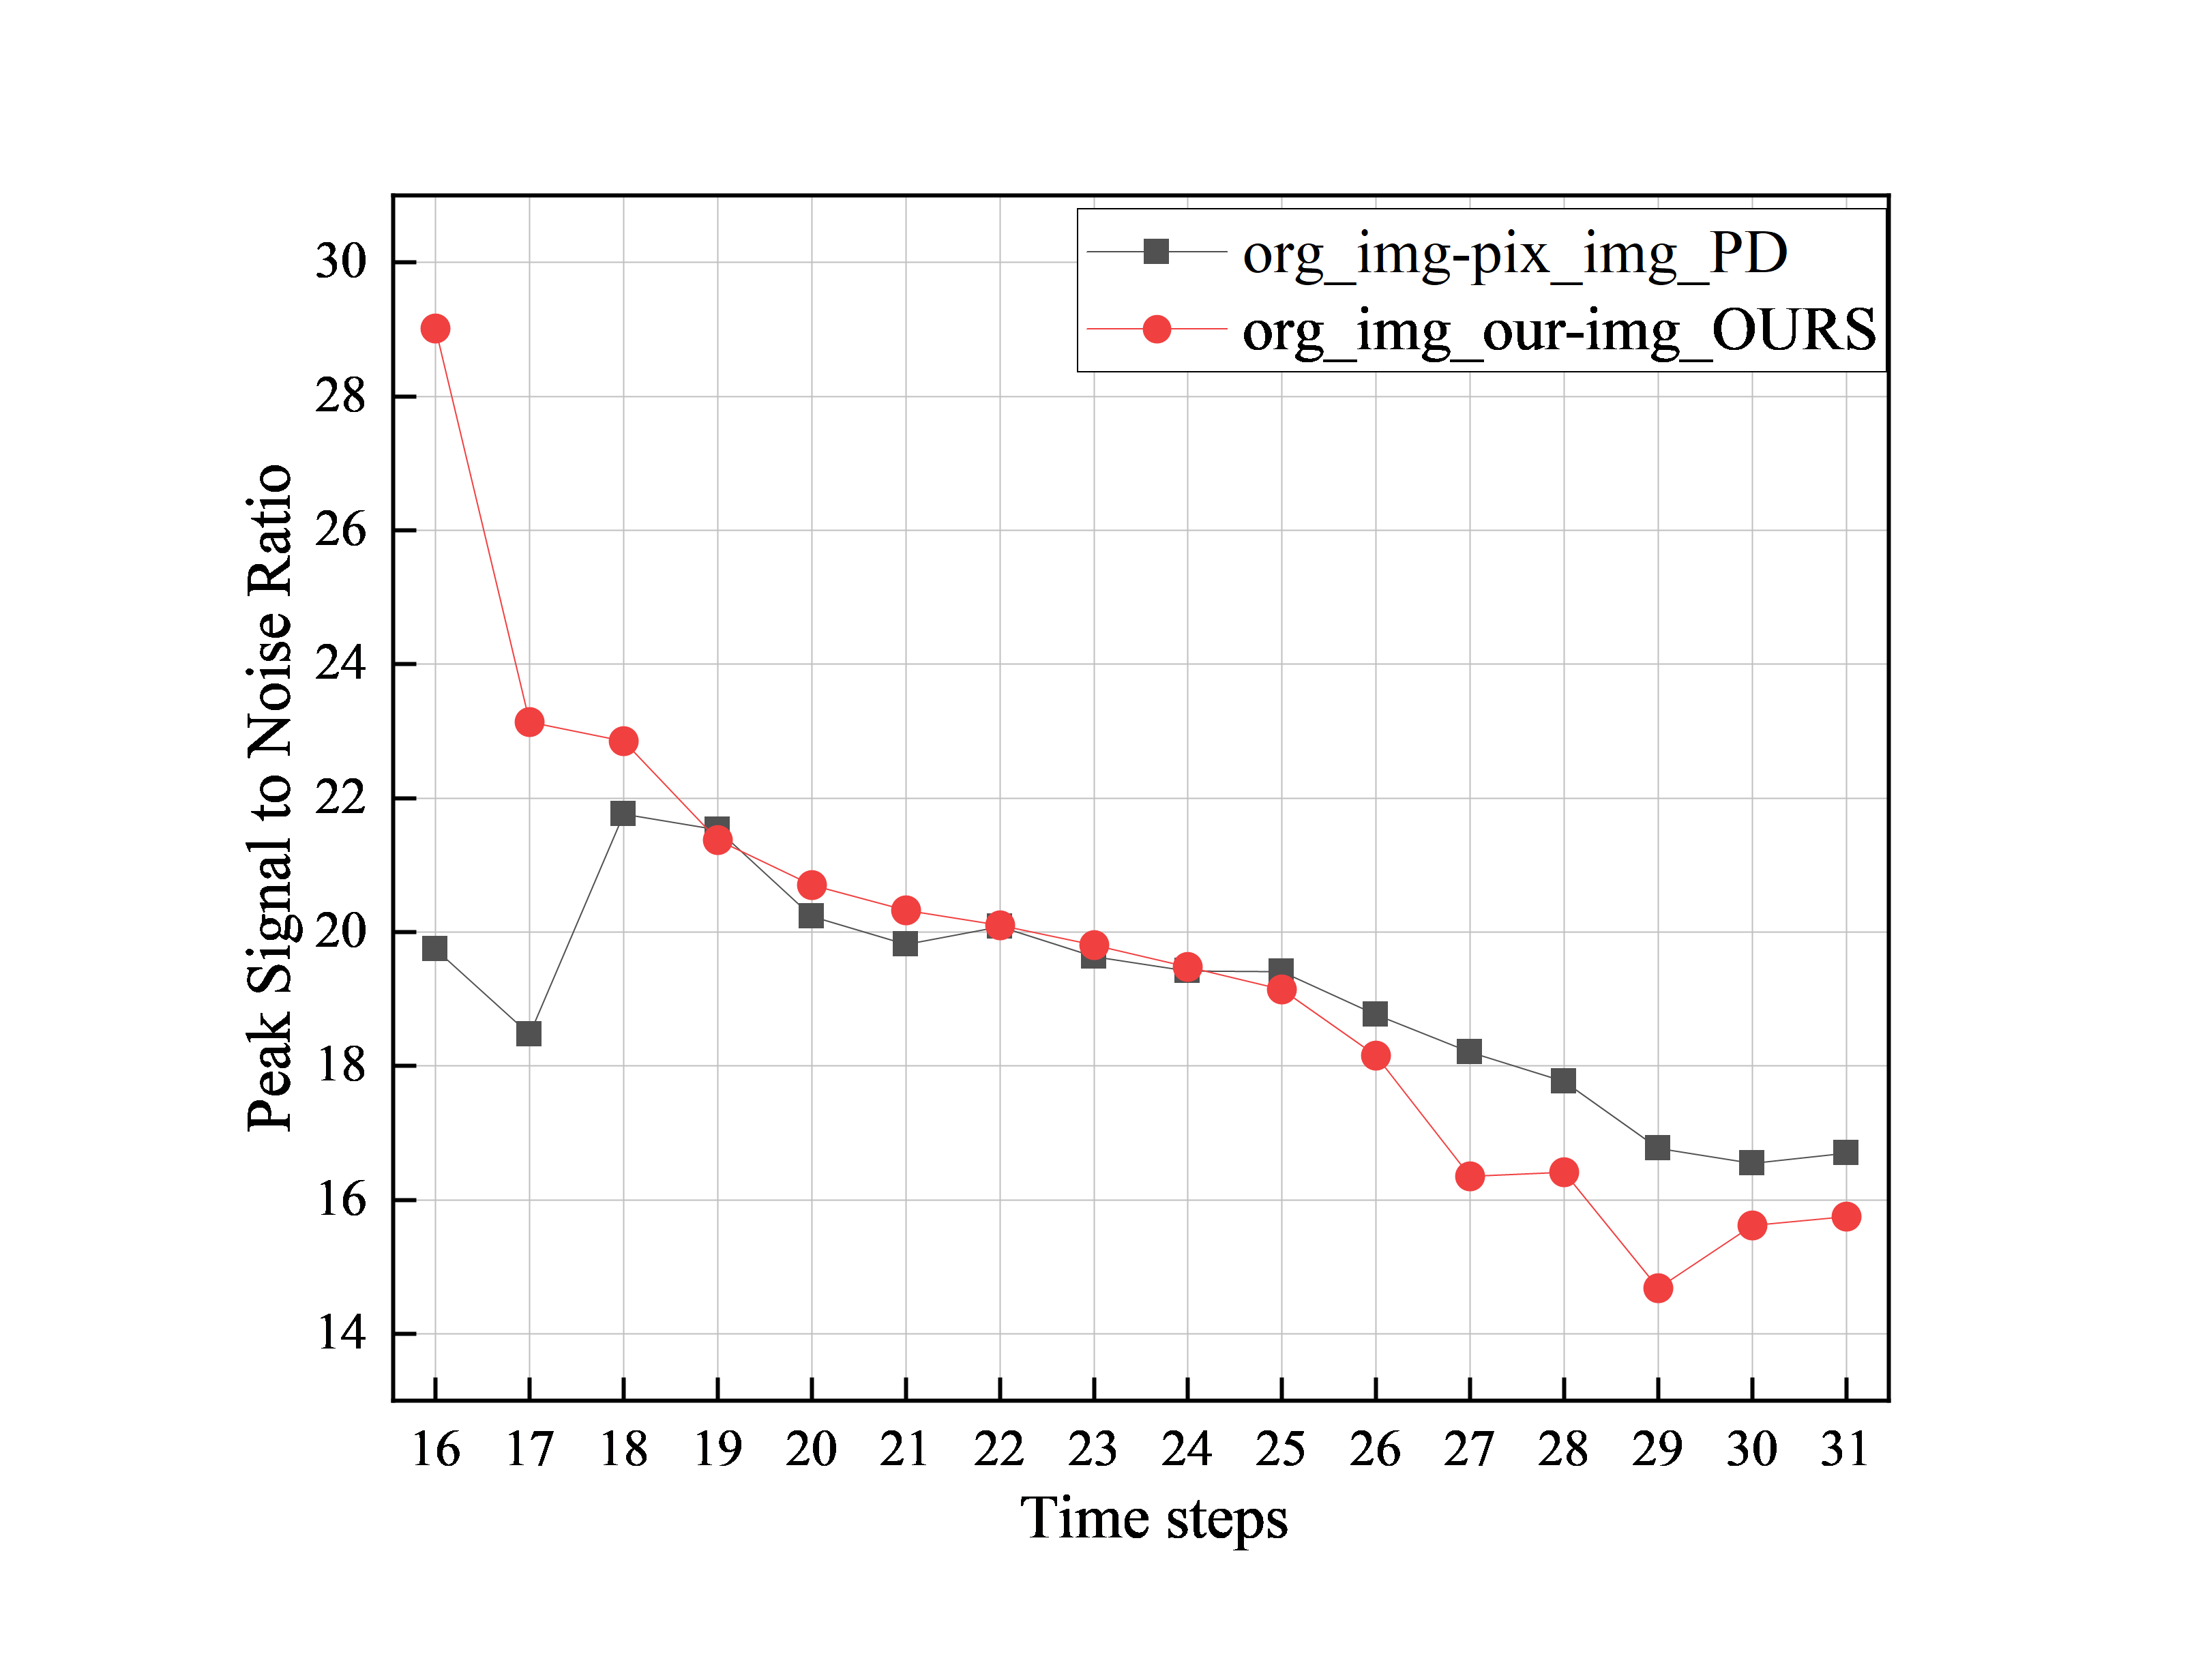 org_img-pix_img_PD
org_img_our-img_OURS
Peak Signal to Noise Ratio
30
28
26
24
22
20
18
16
14
16 17 18 19 20 21 22 23 24 25 26 27 28 29 30 31
Time steps